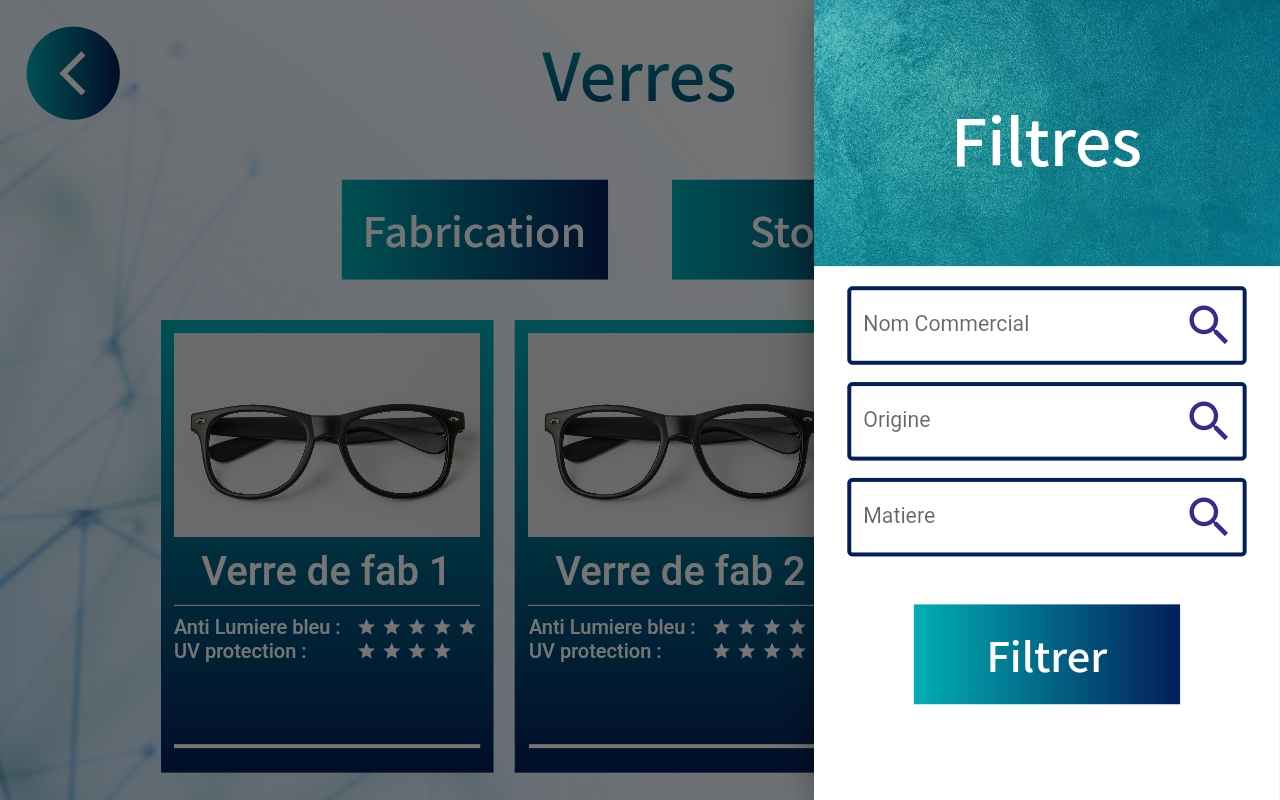 Verres
Fabrication
Sto
Verre de fab 1
Anti Lumiere bleu :
UV protection :
Verre de fab 2
Anti Lumiere bleu :
UV protection :
Filtres
Nom Commercial
Origine
Matiere
Filtrer